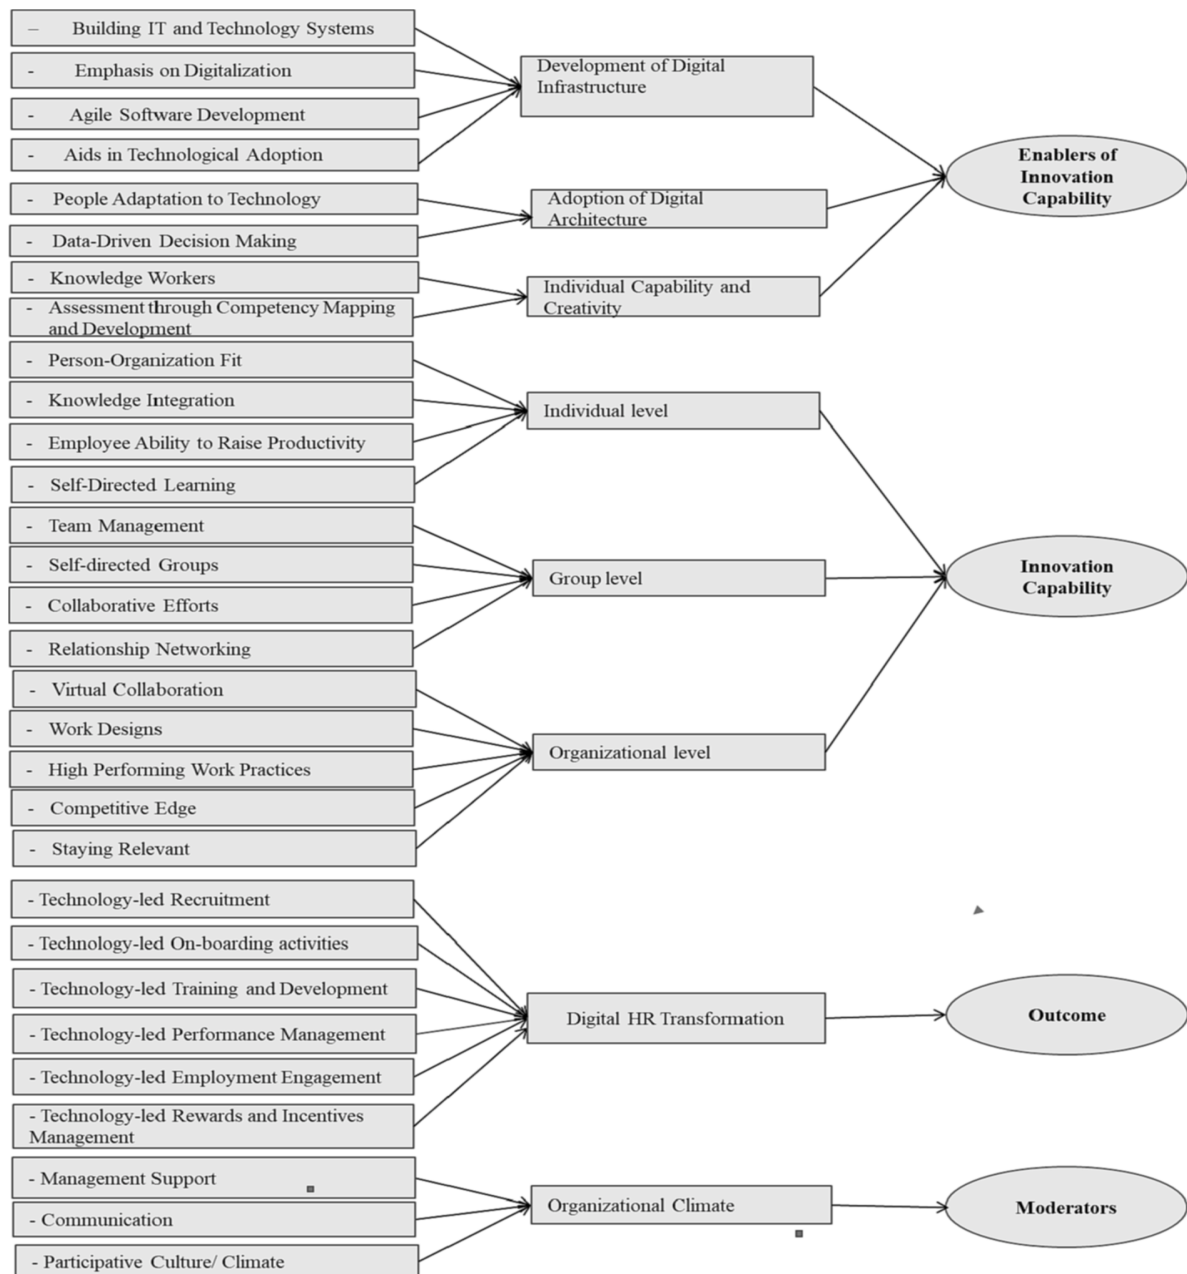 – Building IT and Technology Systems
- Emphasis on Digitalization
- Agile Software Development
- Aids in Technological Adoption
- People Adaptation to Technology
- Data-Driven Decision Making
- Knowledge Workers
- Assessment through Competency Mapping
and Development
- Person-Organization Fit
- Knowledge Integration
- Employee Ability to Raise Productivity
- Self-Directed Learning
- Team Management
- Self-directed Groups
- Collaborative Efforts
- Relationship Networking
- Virtual Collaboration
- Work Designs
- High Performing Work Practices
- Competitive Edge
- Staying Relevant
- Technology-led Recruitment
- Technology-led On-boarding activities
- Technology-led Training and Development
- Technology-led Performance Management
- Technology-led Employment Engagement
- Technology-led Rewards and Incentives
Management
- Management Support
- Communication
- Participative Culture/ Climate
Development of Digital
Infrastructure
Adoption of Digital
Architecture
Individual Capability and
Creativity
Individual level
Group level
Organizational level
Digital HR Transformation
Organizational Climate
Enablers of
Innovation
Capability
Innovation
Capability
Outcome
Moderators